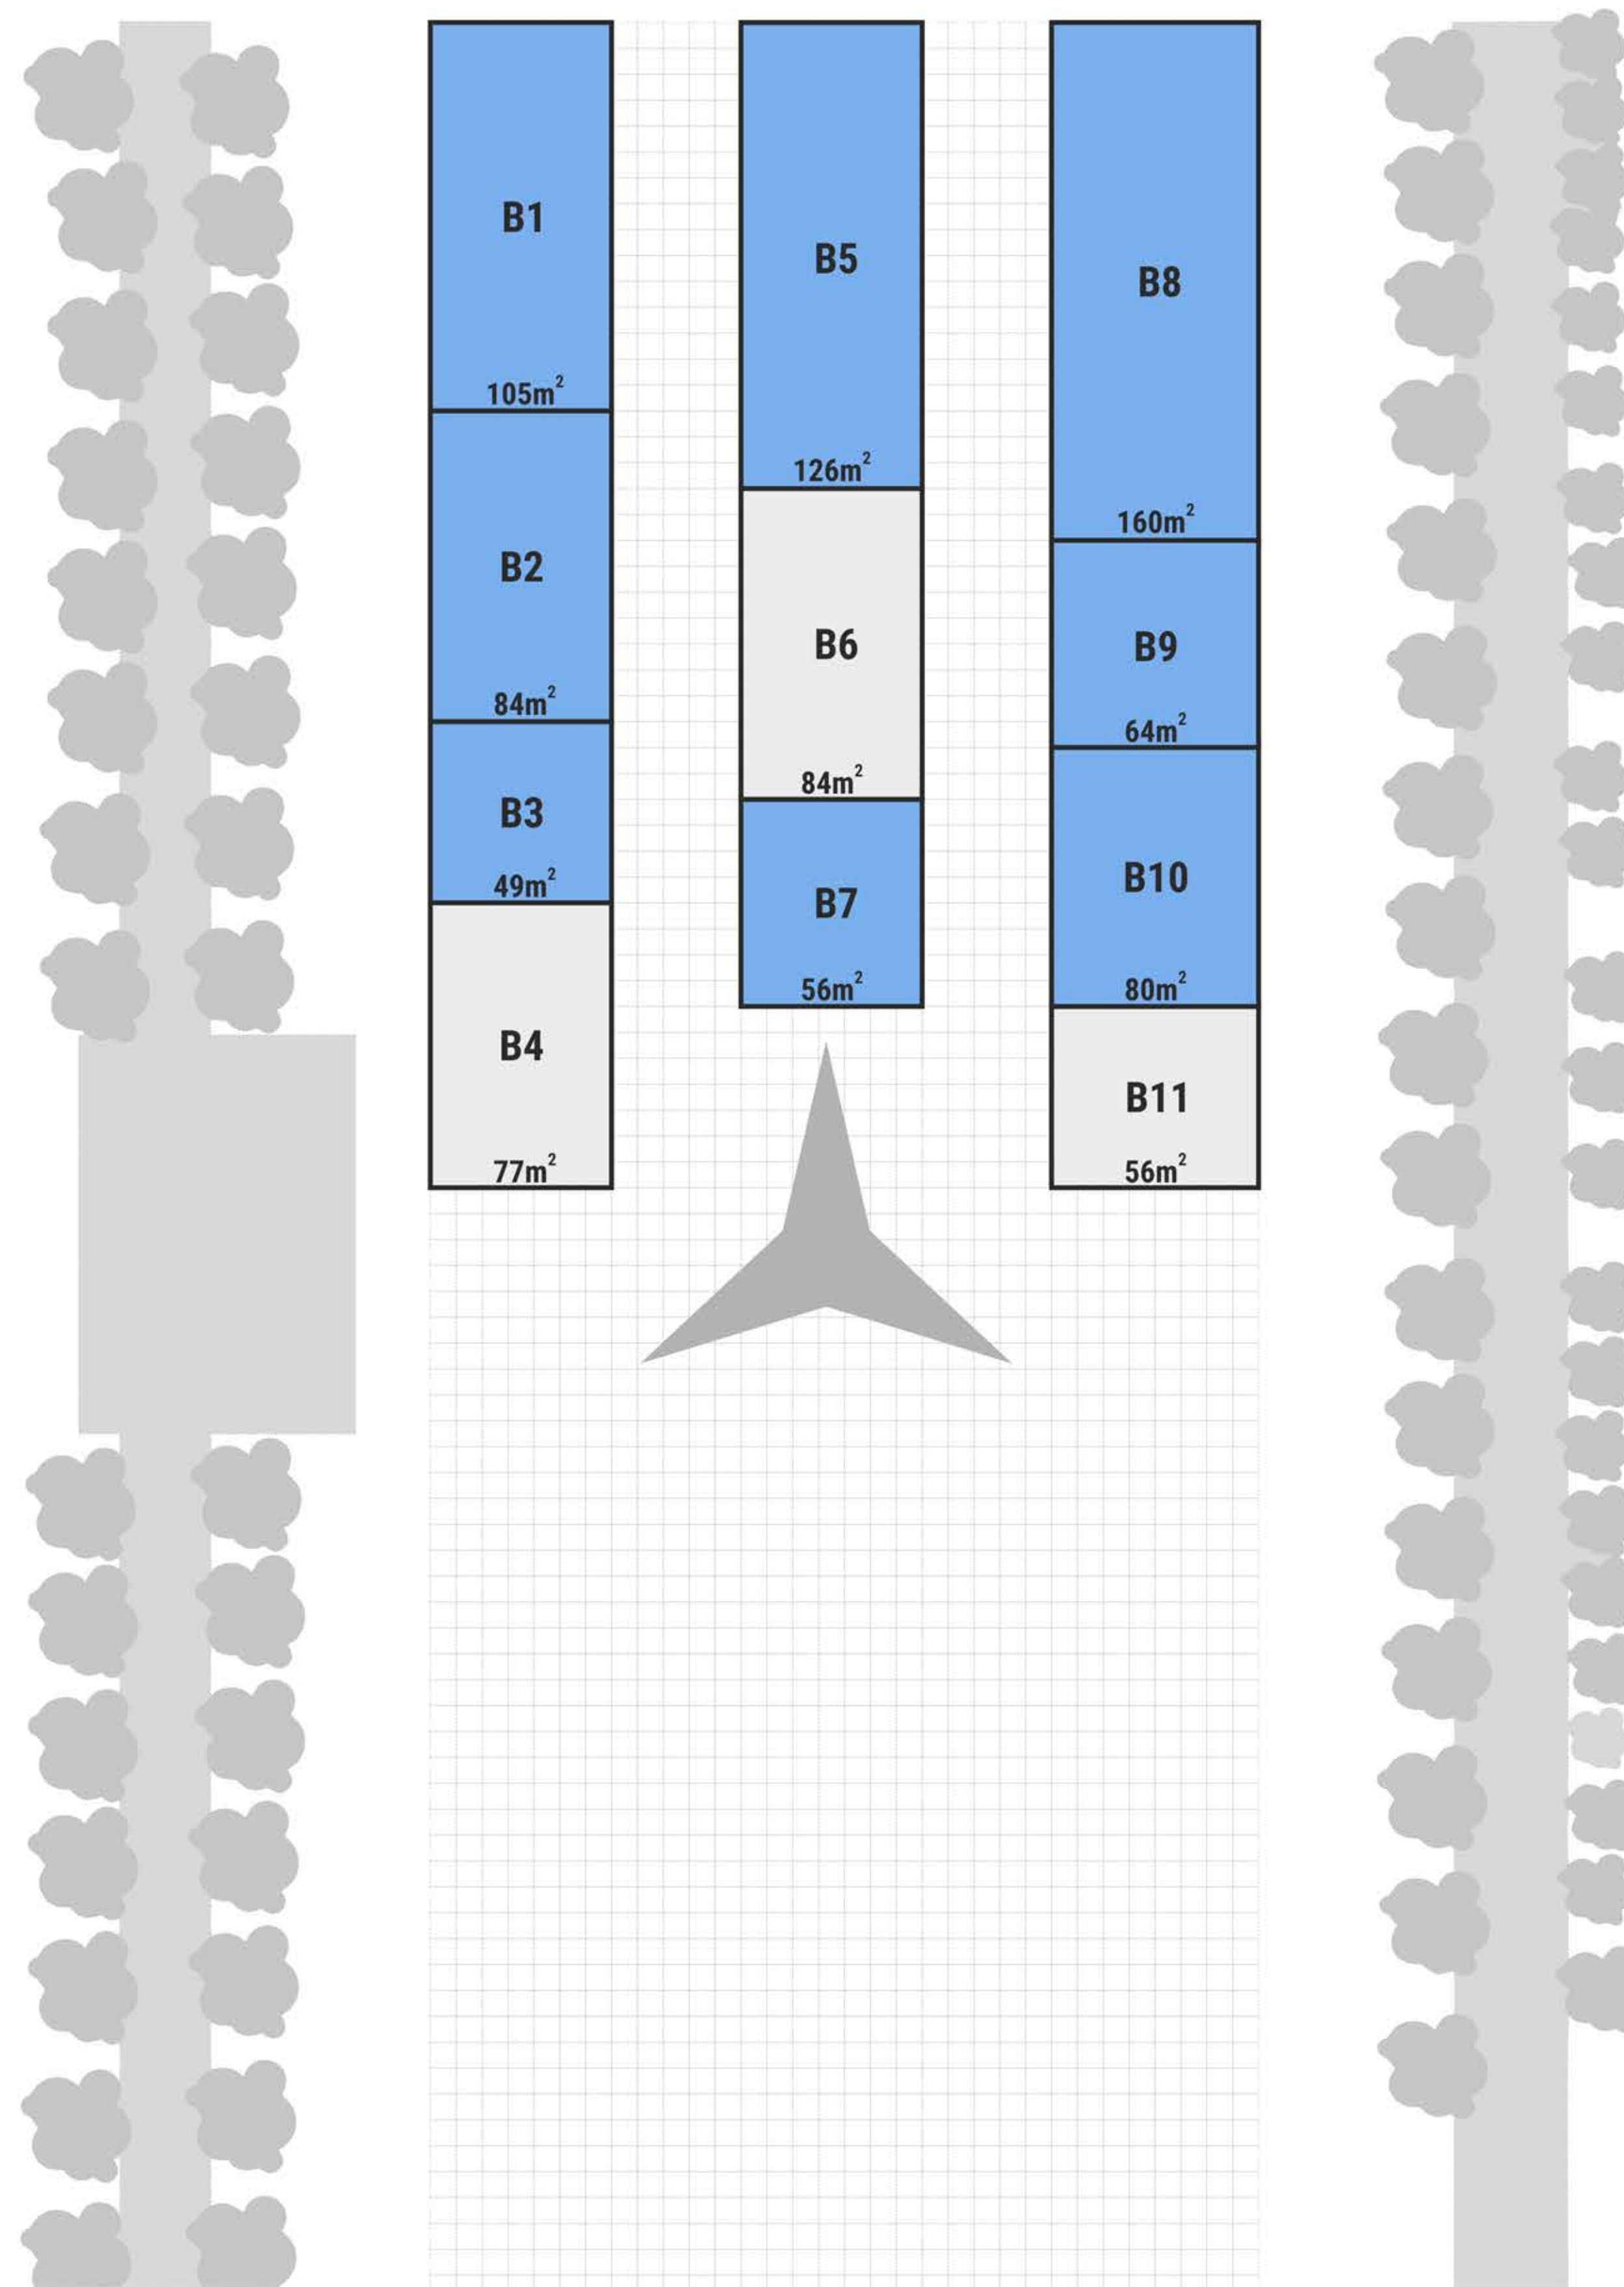 B1
105m²
B2
84m²
B3
49m²
B4
77m²
B5
126m²
B6
84m²
B7
56m²
B8
160m²
B9
64m²
B10
80m²
B11
56m²